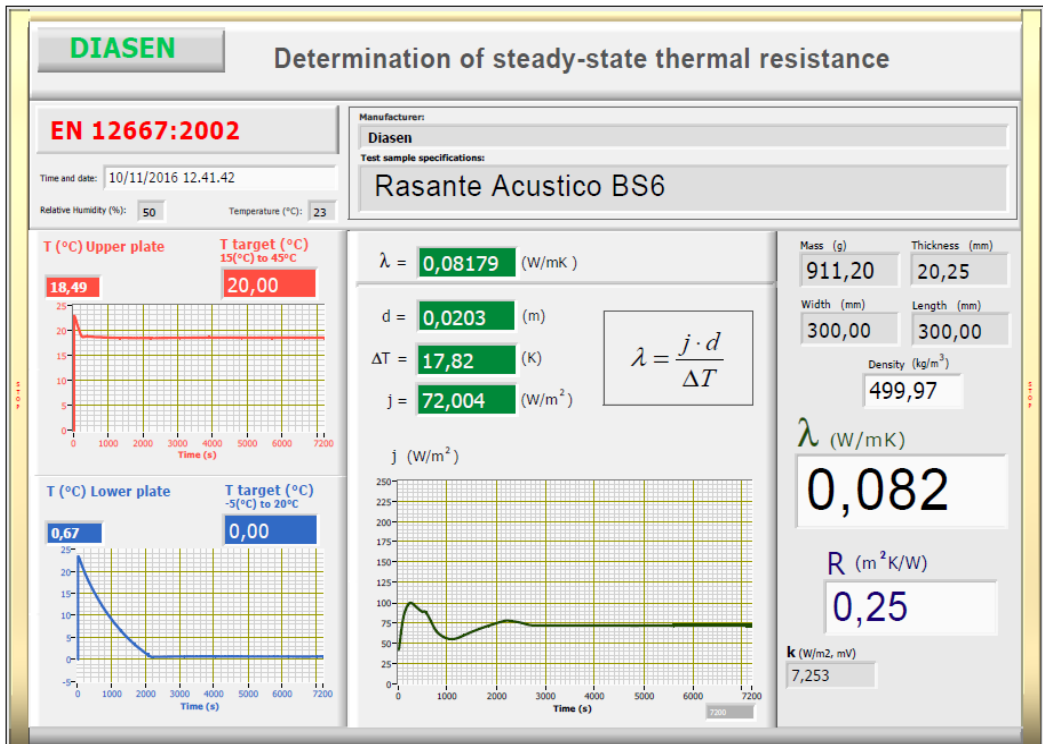 DIASEN
Determination of steady-state thermal resistance
EN 12667:2002
Time and date: 10/11/2016 12.41.42
Relative Humidity (%): 50 Temperature (°C): 23
Manufacturer:
Diasen
Test sample specifications:
Rasante Acustico BS6
T (°C) Upper plate
T target (°C)
15(°C) to 45°C
18,49
20,00
25
20
15
10
5
0
0 1000 2000 3000 4000 5000 6000 7200
Time (s)
T (°C) Lower plate
T target (°C)
-5(°C) to 20°C
0,67
0,00
25
20
15
10
5
0
-5
0 1000 2000 3000 4000 5000 6000 7200
Time (s)
λ = 0,08179 (W/mK )
d = 0,0203 (m)
ΔT = 17,82 (K)
j = 72,004 (W/m²)
λ = j · d / ΔT
j (W/m²)
250
225
200
175
150
125
100
75
50
25
0
0 1000 2000 3000 4000 5000 6000 7200
Time (s)
7200
Mass (g) Thickness (mm)
911,20 20,25
Width (mm) Length (mm)
300,00 300,00
Density (kg/m³)
499,97
λ (W/mK)
0,082
R (m²K/W)
0,25
k (W/m2, mV)
7,253
STOP
STOP